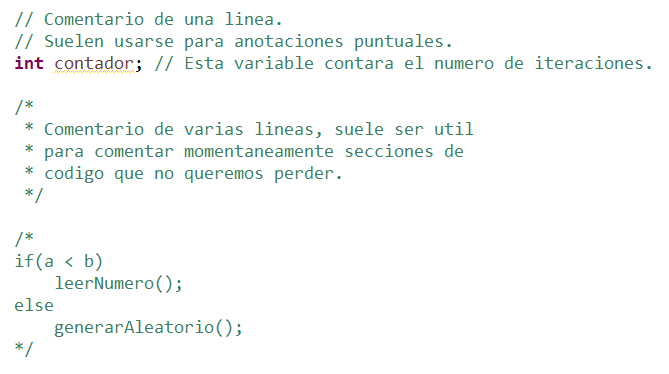 // Comentario de una linea.
// Suelen usarse para anotaciones puntuales.
int contador; // Esta variable contara el numero de iteraciones.

/*
 * Comentario de varias lineas, suele ser util
 * para comentar momentaneamente secciones de
 * codigo que no queremos perder.
 */

/*
if(a < b)
    leerNumero();
else
    generarAleatorio();
*/